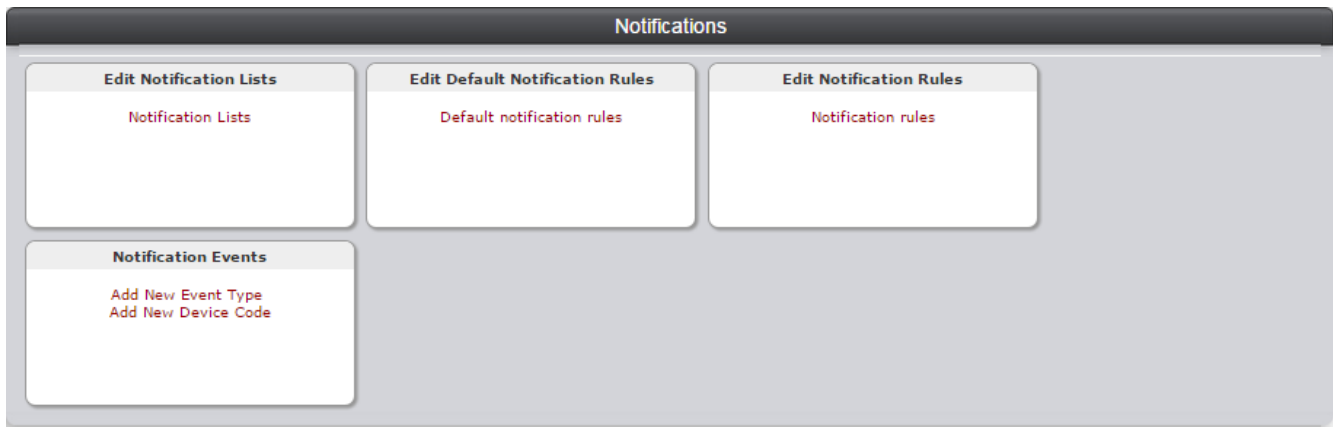 Notifications
Edit Notification Lists
Notification Lists
Edit Default Notification Rules
Default notification rules
Edit Notification Rules
Notification rules
Notification Events
Add New Event Type
Add New Device Code